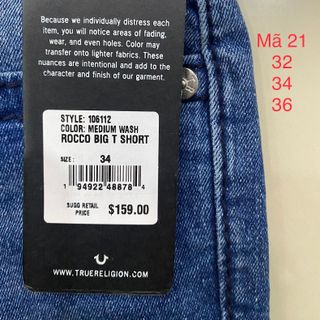 Because we individually distress each
item, you will notice areas of fading,
wear, and even holes. Color may
transfer onto lighter fabrics. These
nuances are intentional and add to the
character and finish of our garment.
STYLE: 106112
COLOR: MEDIUM WASH
ROCCO BIG T SHORT
SIZE : 34
1 94922 48878 4
SUGG RETAIL
PRICE $159.00
WWW.TRUERELIGION.COM
Mã 21
32
34
36